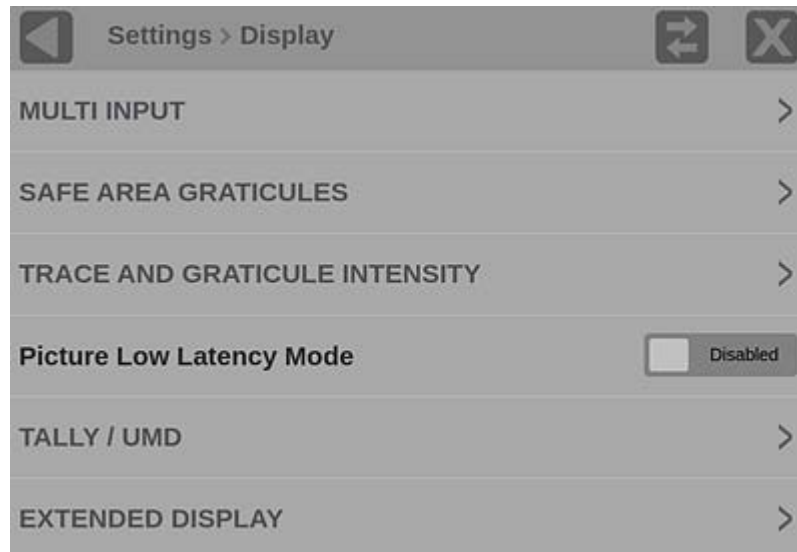 Settings > Display
MULTI INPUT
SAFE AREA GRATICULES
TRACE AND GRATICULE INTENSITY
Picture Low Latency Mode Disabled
TALLY / UMD
EXTENDED DISPLAY